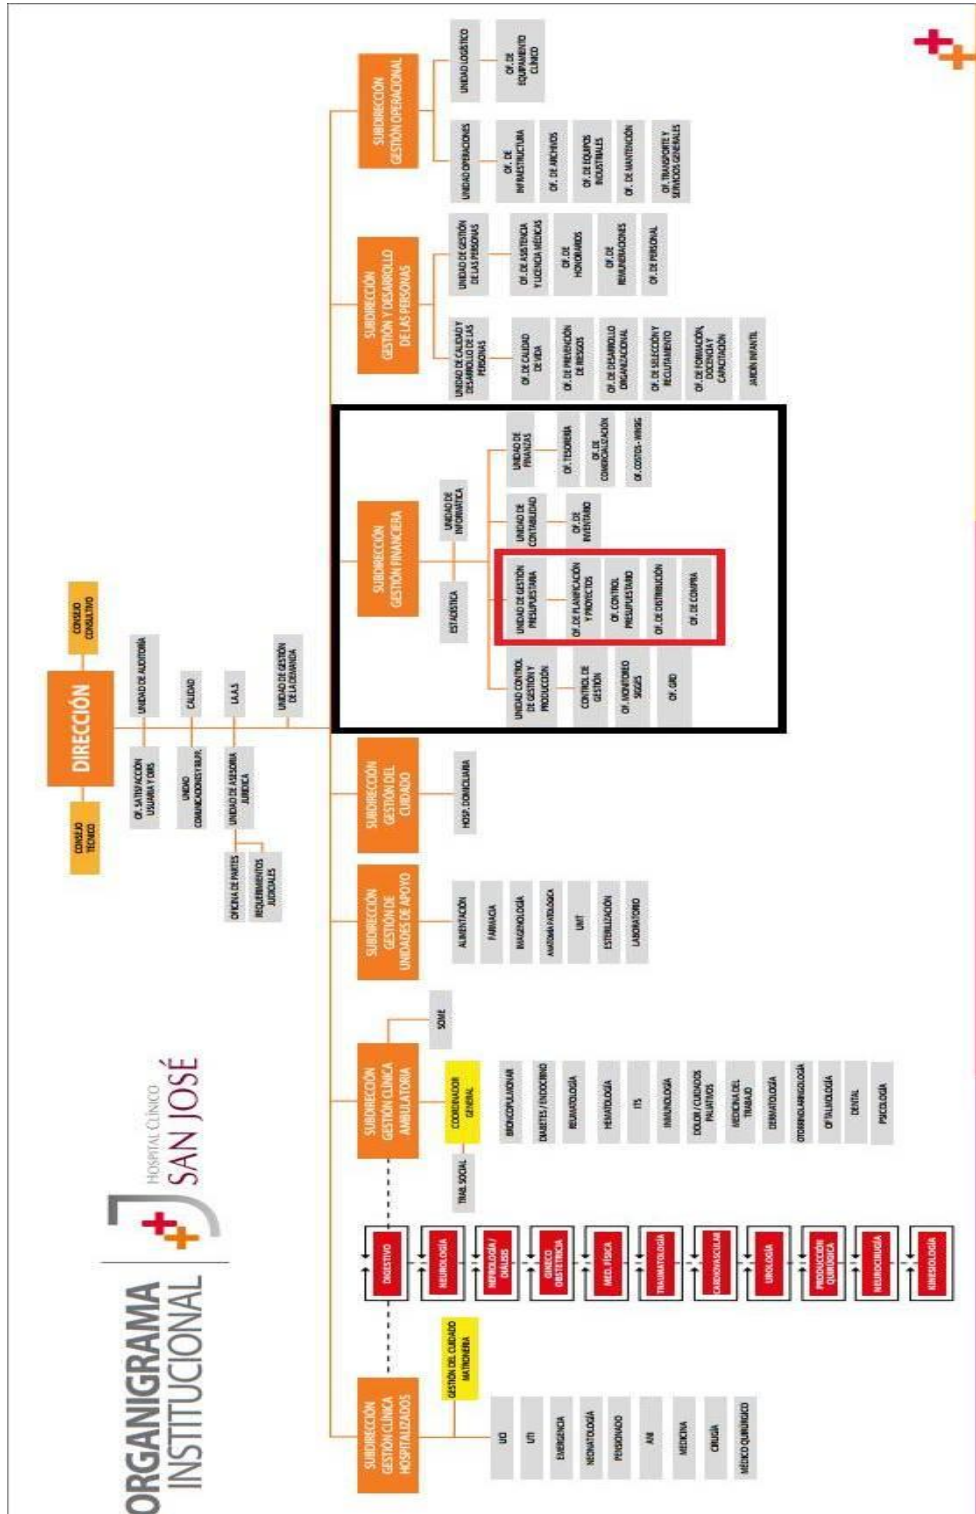 ORGANIGRAMA
INSTITUCIONAL
HOSPITAL CLÍNICO
SAN JOSÉ
CONSEJO
TÉCNICO
DIRECCIÓN
CONSEJO
CONSULTIVO
OF. SATISFACCIÓN
USUARIA Y OIRS
UNIDAD DE AUDITORÍA
UNIDAD
COMUNICACIONES Y RR.PP.
CALIDAD
UNIDAD DE ASESORIA
JURIDICA
I.A.A.S
OFICINA DE PARTES
REQUERIMIENTOS
JUDICIALES
UNIDAD DE GESTIÓN
DE LA DEMANDA
SUBDIRECCIÓN
GESTIÓN CLÍNICA
HOSPITALIZADOS
GESTIÓN DEL CUIDADO
MATRONERIA
UCI
UTI
EMERGENCIA
NEONATOLOGÍA
PENSIONADO
ANI
MEDICINA
CIRUGÍA
MÉDICO QUIRÚRGICO
DIGESTIVO
NEUROLOGÍA
NEFROLOGÍA /
DIÁLISIS
GINECO
OBSTETRICIA
MED. FÍSICA
TRAUMATOLOGÍA
CARDIOVASCULAR
UROLOGÍA
PRODUCCIÓN
QUIRÚGICA
NEUROCIRUGÍA
KINESIOLOGÍA
SUBDIRECCIÓN
GESTIÓN CLÍNICA
AMBULATORIA
SOME
COORDINADOR
GENERAL
TRAB. SOCIAL
BRONCOPULMONAR
DIABETES / ENDOCRINO
REUMATOLOGÍA
HEMATOLOGÍA
ITS
INMUNOLOGÍA
DOLOR / CUIDADOS
PALIATIVOS
MEDICINA DEL
TRABAJO
DERMATOLOGÍA
OTORRINOLARINGOLOGÍA
OFTALMOLOGÍA
DENTAL
PSICOLOGÍA
SUBDIRECCIÓN
GESTIÓN DE
UNIDADES DE APOYO
ALIMENTACIÓN
FARMACIA
IMAGENOLOGÍA
ANATOMÍA PATOLOGICA
UMT
ESTERILIZACIÓN
LABORATORIO
SUBDIRECCIÓN
GESTIÓN DEL
CUIDADO
HOSP. DOMICILIARIA
SUBDIRECCIÓN
GESTIÓN FINANCIERA
ESTADÍSTICA
UNIDAD DE
INFORMÁTICA
UNIDAD CONTROL
DE GESTIÓN Y
PRODUCCIÓN
CONTROL DE
GESTIÓN
OF. MONITOREO
SIGGES
OF. GRD
UNIDAD DE GESTIÓN
PRESUPUESTARIA
OF. DE PLANIFICACIÓN
Y PROYECTOS
OF. CONTROL
PRESUPUESTARIO
OF. DE DISTRIBUCIÓN
OF. DE COMPRA
UNIDAD DE
CONTABILIDAD
OF. DE
INVENTARIO
UNIDAD DE
FINANZAS
OF. TESORERÍA
OF. DE
COMERCIALIZACIÓN
OF. COSTOS - WINSIG
SUBDIRECCIÓN
GESTIÓN Y DESARROLLO
DE LAS PERSONAS
UNIDAD DE CALIDAD Y
DESARROLLO DE LAS
PERSONAS
OF. DE CALIDAD
DE VIDA
OF. DE PREVENCIÓN
DE RIESGOS
OF. DE DESARROLLO
ORGANIZACIONAL
OF. DE SELECCIÓN Y
RECLUTAMIENTO
OF. DE FORMACIÓN,
DOCENCIA Y
CAPACITACIÓN
JARDÍN INFANTIL
UNIDAD DE GESTIÓN
DE LAS PERSONAS
OF. DE ASISTENCIA
Y LICENCIA MÉDICAS
OF. DE
HONORARIOS
OF. DE
REMUNERACIONES
OF. DE PERSONAL
SUBDIRECCIÓN
GESTIÓN OPERACIONAL
UNIDAD OPERACIONES
OF. DE
INFRAESTRUCTURA
OF. DE ARCHIVOS
OF. DE EQUIPOS
INDUSTRIALES
OF. DE MANTENCIÓN
OF. TRANSPORTE Y
SERVICIOS GENERALES
UNIDAD LOGÍSTICO
OF. DE
EQUIPAMIENTO
CLÍNICO